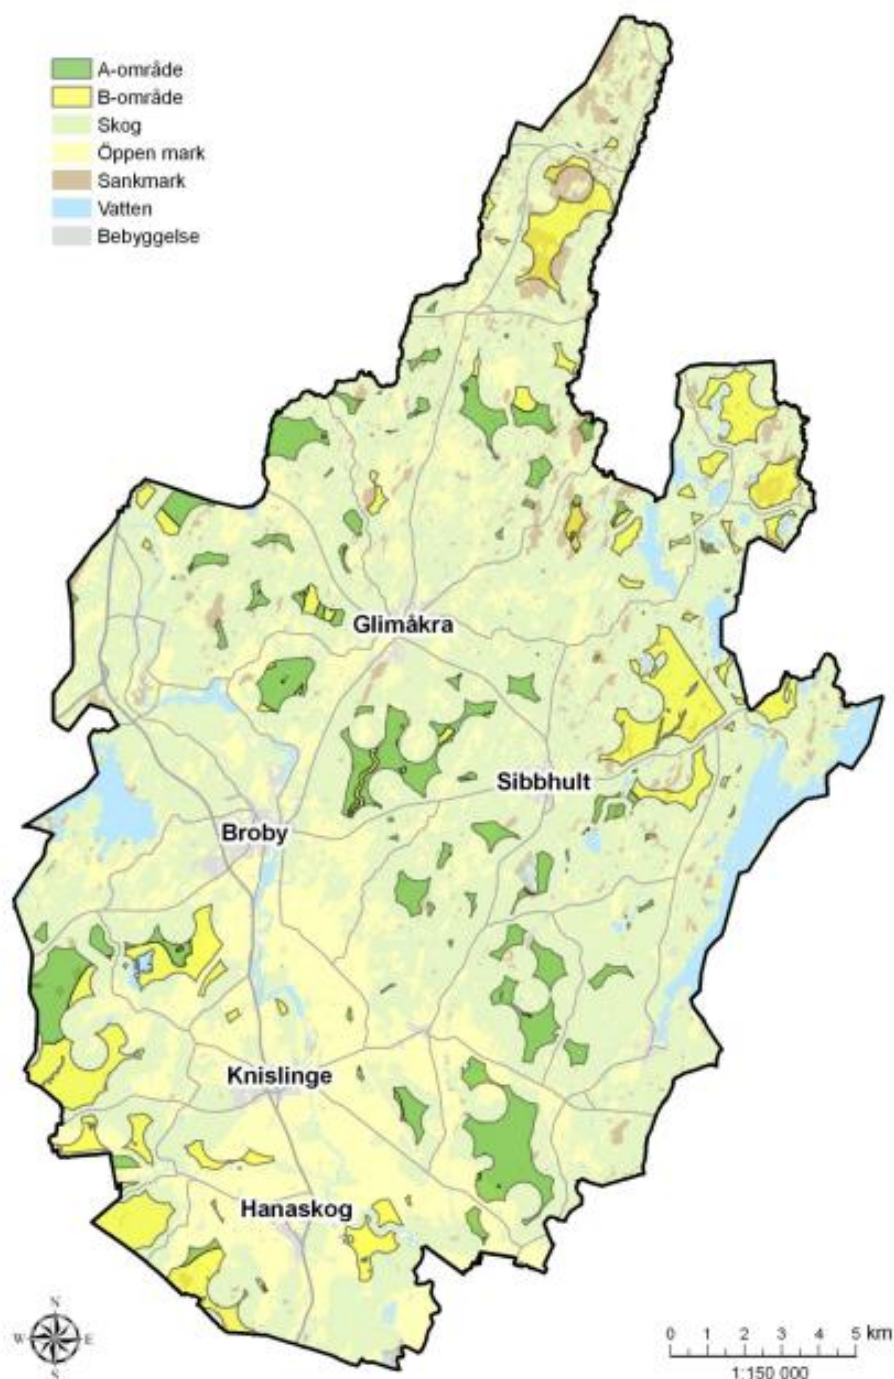 A-område
B-område
Skog
Öppen mark
Sankmark
Vatten
Bebyggelse
Glimåkra
Sibbhult
Broby
Knislinge
Hanaskog
N
W E
S
0 1 2 3 4 5 km
1:150 000